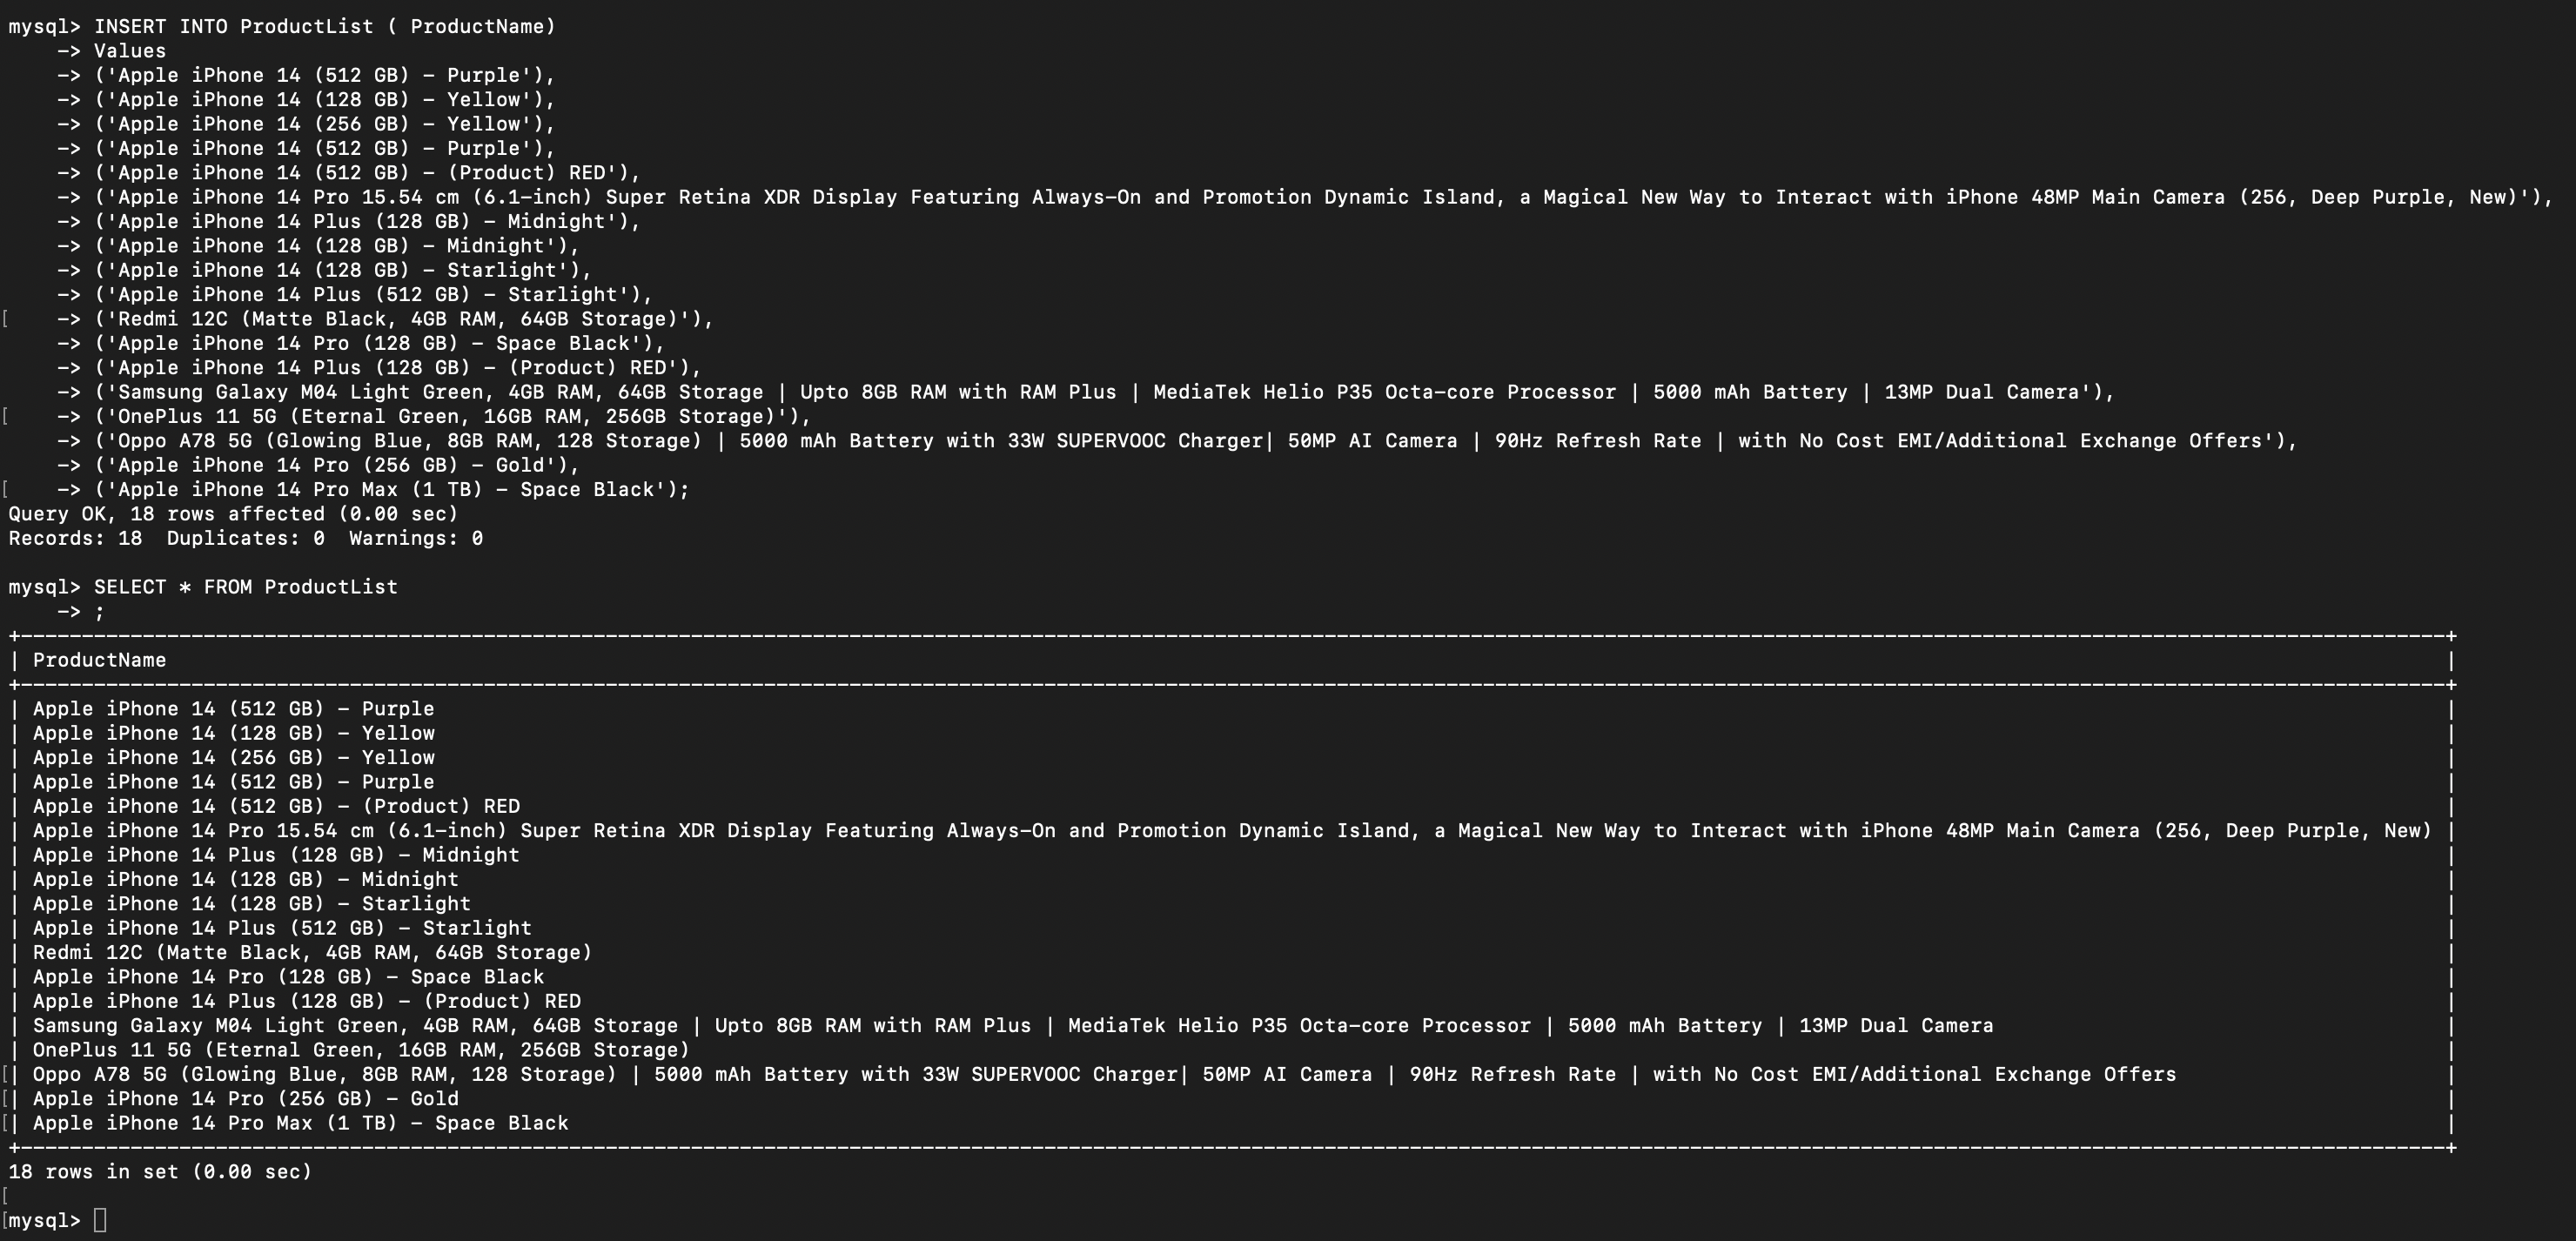 mysql> INSERT INTO ProductList ( ProductName)
    -> Values
    -> ('Apple iPhone 14 (512 GB) - Purple'),
    -> ('Apple iPhone 14 (128 GB) - Yellow'),
    -> ('Apple iPhone 14 (256 GB) - Yellow'),
    -> ('Apple iPhone 14 (512 GB) - Purple'),
    -> ('Apple iPhone 14 (512 GB) - (Product) RED'),
    -> ('Apple iPhone 14 Pro 15.54 cm (6.1-inch) Super Retina XDR Display Featuring Always-On and Promotion Dynamic Island, a Magical New Way to Interact with iPhone 48MP Main Camera (256, Deep Purple, New)'),
    -> ('Apple iPhone 14 Plus (128 GB) - Midnight'),
    -> ('Apple iPhone 14 (128 GB) - Midnight'),
    -> ('Apple iPhone 14 (128 GB) - Starlight'),
    -> ('Apple iPhone 14 Plus (512 GB) - Starlight'),
[    -> ('Redmi 12C (Matte Black, 4GB RAM, 64GB Storage)'),
    -> ('Apple iPhone 14 Pro (128 GB) - Space Black'),
    -> ('Apple iPhone 14 Plus (128 GB) - (Product) RED'),
    -> ('Samsung Galaxy M04 Light Green, 4GB RAM, 64GB Storage | Upto 8GB RAM with RAM Plus | MediaTek Helio P35 Octa-core Processor | 5000 mAh Battery | 13MP Dual Camera'),
[    -> ('OnePlus 11 5G (Eternal Green, 16GB RAM, 256GB Storage)'),
    -> ('Oppo A78 5G (Glowing Blue, 8GB RAM, 128 Storage) | 5000 mAh Battery with 33W SUPERVOOC Charger| 50MP AI Camera | 90Hz Refresh Rate | with No Cost EMI/Additional Exchange Offers'),
    -> ('Apple iPhone 14 Pro (256 GB) - Gold'),
[    -> ('Apple iPhone 14 Pro Max (1 TB) - Space Black');
Query OK, 18 rows affected (0.00 sec)
Records: 18  Duplicates: 0  Warnings: 0
mysql> SELECT * FROM ProductList
    -> ;
| ProductName |
| Apple iPhone 14 (512 GB) - Purple |
| Apple iPhone 14 (128 GB) - Yellow |
| Apple iPhone 14 (256 GB) - Yellow |
| Apple iPhone 14 (512 GB) - Purple |
| Apple iPhone 14 (512 GB) - (Product) RED |
| Apple iPhone 14 Pro 15.54 cm (6.1-inch) Super Retina XDR Display Featuring Always-On and Promotion Dynamic Island, a Magical New Way to Interact with iPhone 48MP Main Camera (256, Deep Purple, New) |
| Apple iPhone 14 Plus (128 GB) - Midnight |
| Apple iPhone 14 (128 GB) - Midnight |
| Apple iPhone 14 (128 GB) - Starlight |
| Apple iPhone 14 Plus (512 GB) - Starlight |
| Redmi 12C (Matte Black, 4GB RAM, 64GB Storage) |
| Apple iPhone 14 Pro (128 GB) - Space Black |
| Apple iPhone 14 Plus (128 GB) - (Product) RED |
| Samsung Galaxy M04 Light Green, 4GB RAM, 64GB Storage | Upto 8GB RAM with RAM Plus | MediaTek Helio P35 Octa-core Processor | 5000 mAh Battery | 13MP Dual Camera |
| OnePlus 11 5G (Eternal Green, 16GB RAM, 256GB Storage) |
[| Oppo A78 5G (Glowing Blue, 8GB RAM, 128 Storage) | 5000 mAh Battery with 33W SUPERVOOC Charger| 50MP AI Camera | 90Hz Refresh Rate | with No Cost EMI/Additional Exchange Offers |
[| Apple iPhone 14 Pro (256 GB) - Gold |
[| Apple iPhone 14 Pro Max (1 TB) - Space Black |
18 rows in set (0.00 sec)
[
[mysql>